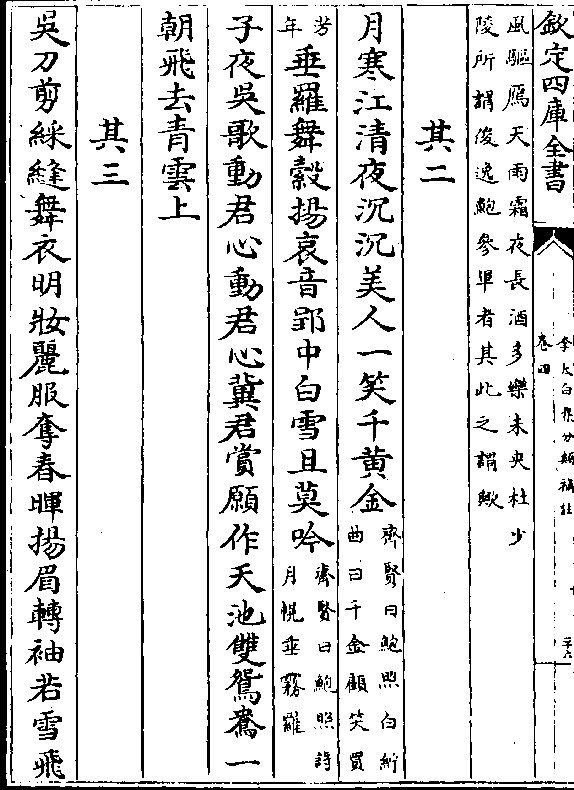 欽定四庫全書
李太白集分類補註
卷四
二十六
風驅鴈天雨霜夜長酒多樂未央杜少
陵所謂俊逸鮑參軍者其此之謂歟
其二
月寒江清夜沉沉美人一笑千黄金齊賢曰鮑照白紵
曲曰千金顧笑買
芳年垂羅舞縠揚哀音郢中白雪且莫吟齊賢曰鮑照詩
月幌垂霧羅
子夜吳歌動君心動君心冀君賞願作天池雙鴛鴦一
朝飛去青雲上
其三
吳刀剪綵縫舞衣明妝麗服奪春暉揚眉轉袖若雪飛